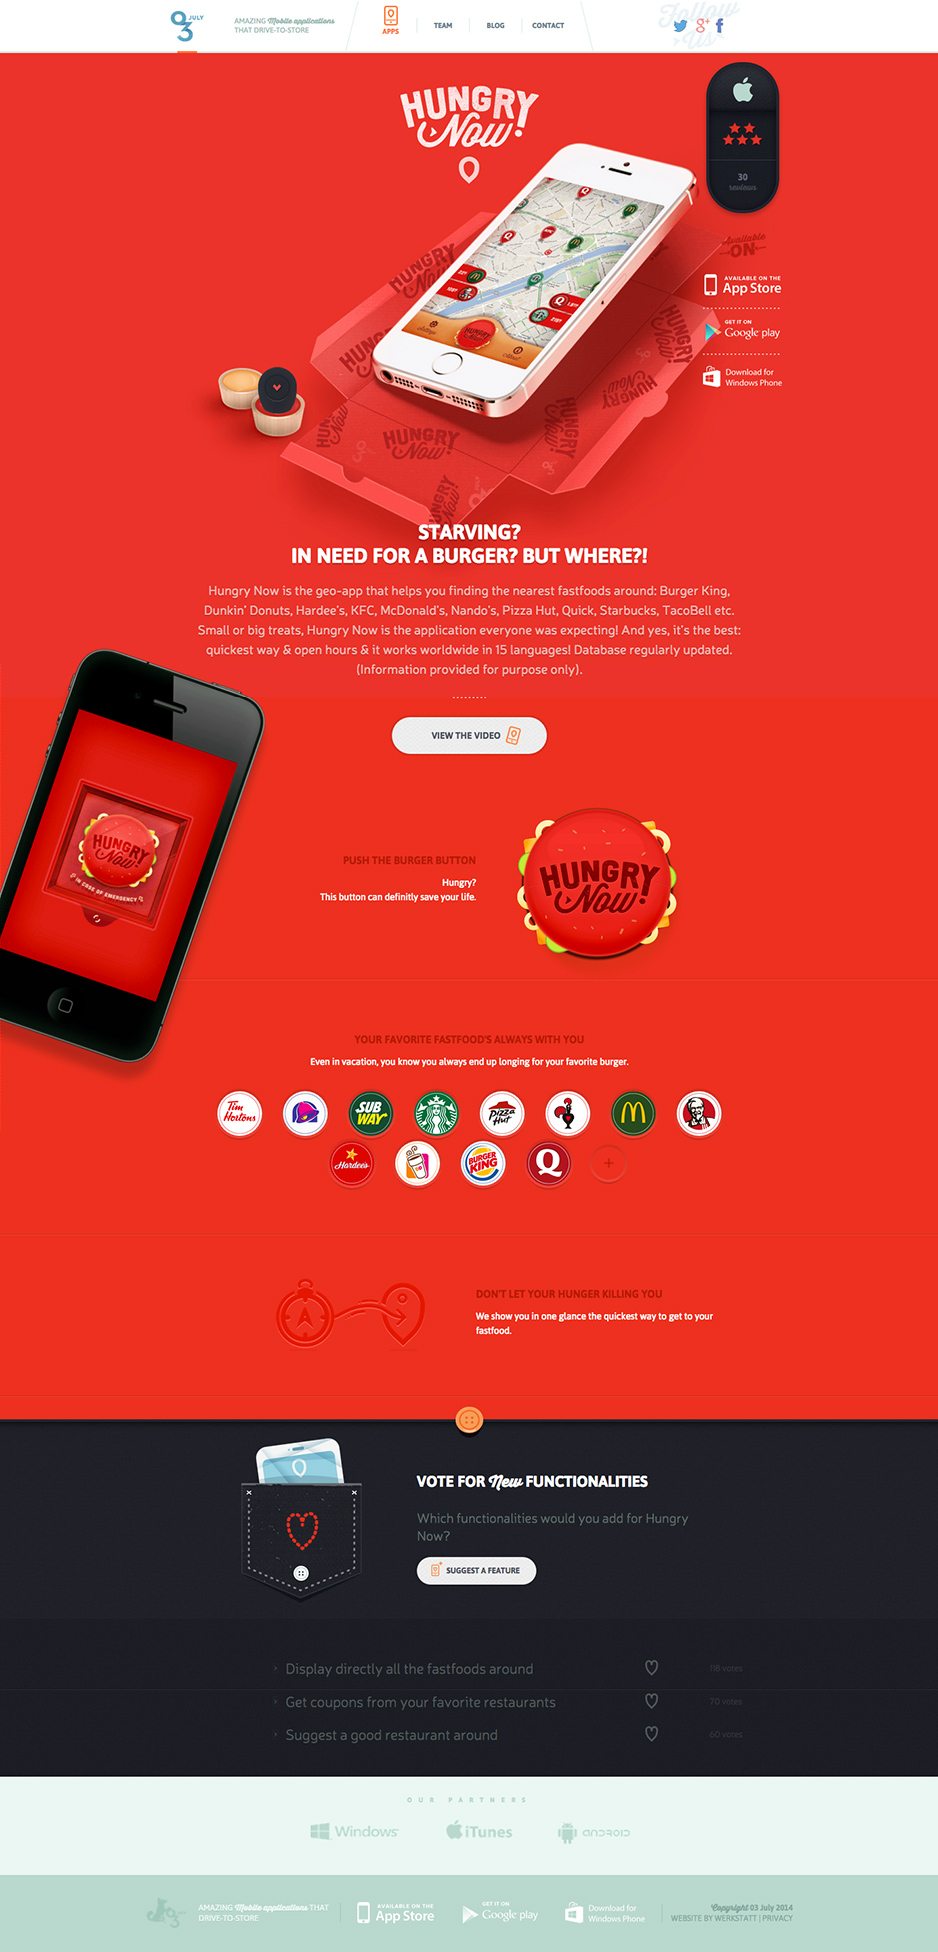 03 JULY
AMAZING Mobile applications
THAT DRIVE-TO-STORE
APPS
TEAM
BLOG
CONTACT
Follow
Us
HUNGRY
Now!
30
reviews
Available
ON
AVAILABLE ON THE
App Store
GET IT ON
Google play
Download for
Windows Phone
HUNGRY
Now!
STARVING?
IN NEED FOR A BURGER? BUT WHERE?!
Hungry Now is the geo-app that helps you finding the nearest fastfoods around: Burger King,
Dunkin' Donuts, Hardee's, KFC, McDonald's, Nando's, Pizza Hut, Quick, Starbucks, TacoBell etc.
Small or big treats, Hungry Now is the application everyone was expecting! And yes, it's the best:
quickest way & open hours & it works worldwide in 15 languages! Database regularly updated.
(Information provided for purpose only).
VIEW THE VIDEO
HUNGRY
Now!
IN CASE OF EMERGENCY
PUSH THE BURGER BUTTON
Hungry?
This button can definitly save your life.
HUNGRY
Now!
YOUR FAVORITE FASTFOOD'S ALWAYS WITH YOU
Even in vacation, you know you always end up longing for your favorite burger.
Tim Hortons
SUBWAY
Pizza Hut
Hardee's
BURGER KING
Q
DON'T LET YOUR HUNGER KILLING YOU
We show you in one glance the quickest way to get to your
fastfood.
VOTE FOR New FUNCTIONALITIES
Which functionalities would you add for Hungry
Now?
SUGGEST A FEATURE
Display directly all the fastfoods around
118 votes
Get coupons from your favorite restaurants
70 votes
Suggest a good restaurant around
60 votes
OUR PARTNERS
Windows
iTunes
ANDROID
AMAZING Mobile applications THAT
DRIVE-TO-STORE
AVAILABLE ON THE
App Store
GET IT ON
Google play
Download for
Windows Phone
Copyright 03 July 2014
WEBSITE BY WERKSTATT | PRIVACY